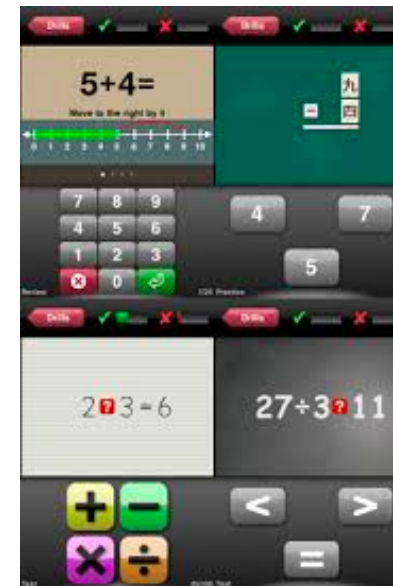 Drills
5+4=
Move to the right by 4
0 1 2 3 4 5 6 7 8 9 10
7 8 9
4 5 6
1 2 3
0
Review
Drills
九
- 四
4 7
5
Drills
2 ? 3 = 6
+ -
× ÷
Test
Drills
27÷3 ? 11
< >
=